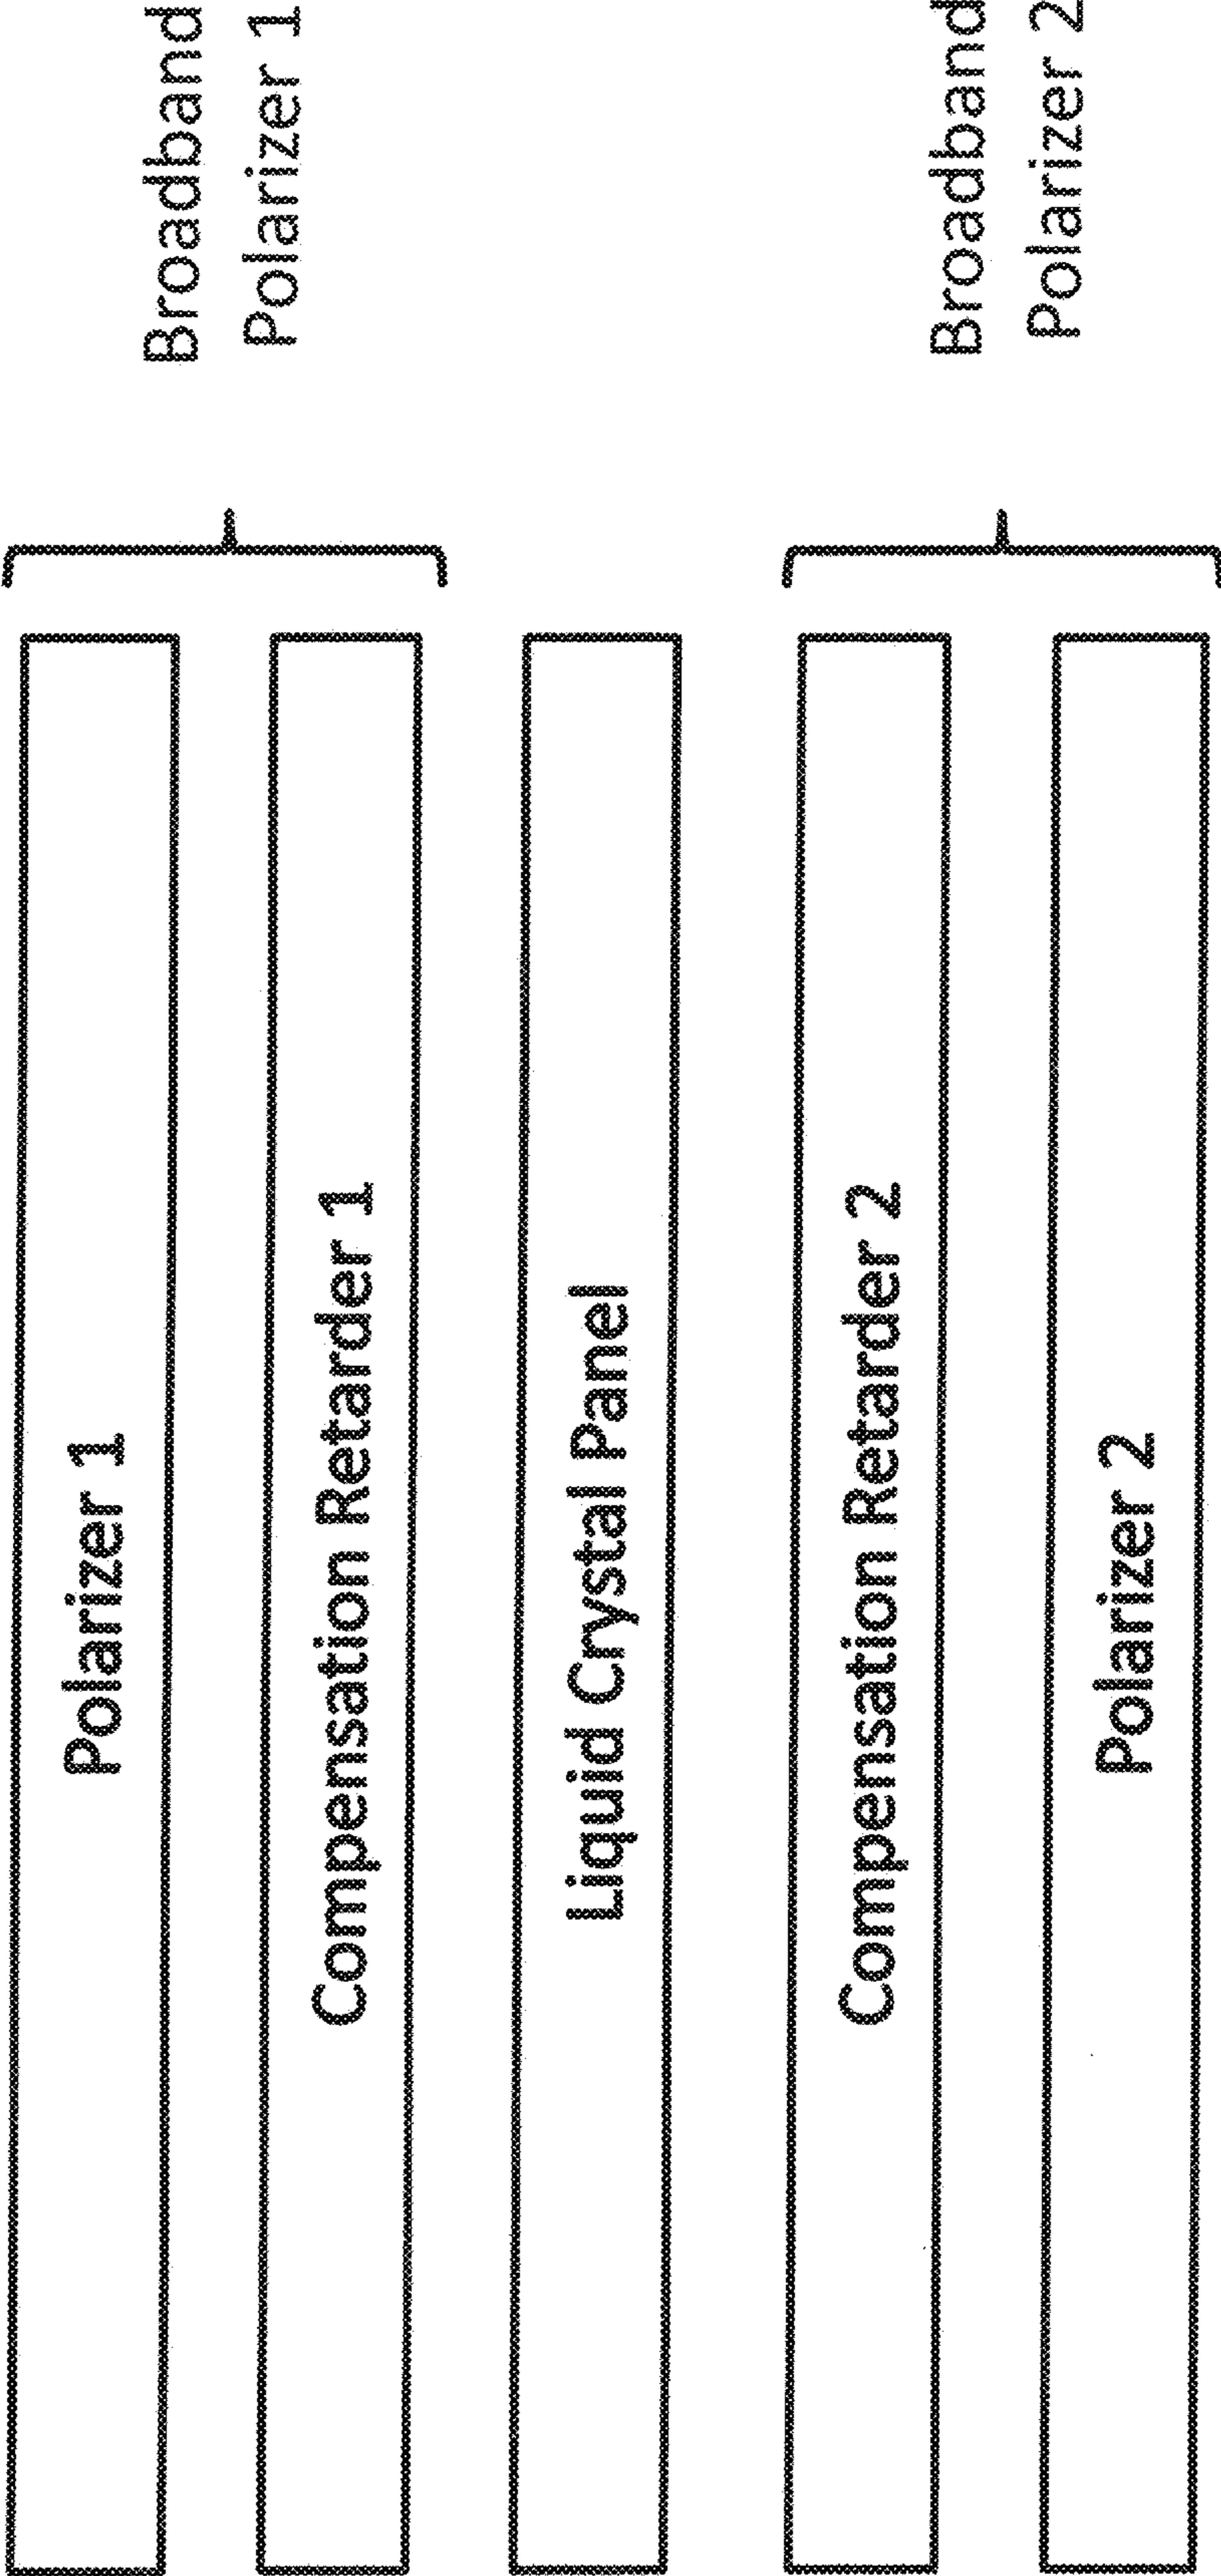 Polarizer 1
Compensation Retarder 1
Broadband
Polarizer 1
Liquid Crystal Panel
Compensation Retarder 2
Polarizer 2
Broadband
Polarizer 2